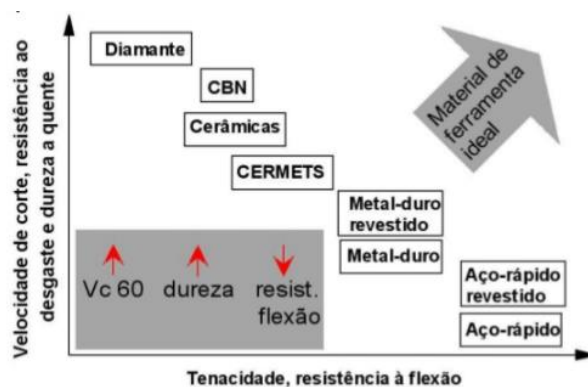 Velocidade de corte, resistência ao
desgaste e dureza a quente
Diamante
CBN
Cerâmicas
CERMETS
Metal-duro
revestido
Metal-duro
Aço-rápido
revestido
Aço-rápido
Material de
ferramenta
ideal
Vc 60 dureza resist.
flexão
Tenacidade, resistência à flexão